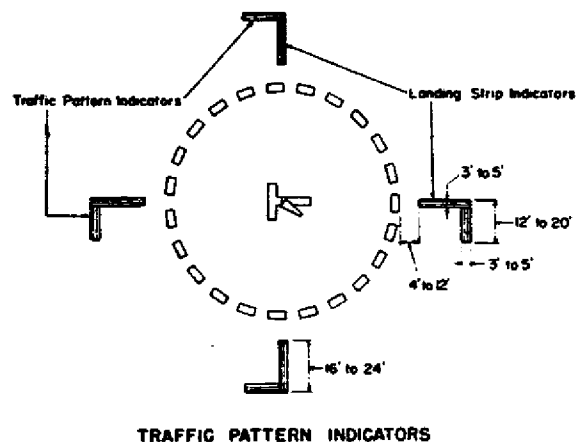 Traffic Pattern Indicators
Landing Strip Indicators
3' to 5'
12' to 20'
3' to 5'
4' to 12'
16' to 24'
TRAFFIC PATTERN INDICATORS